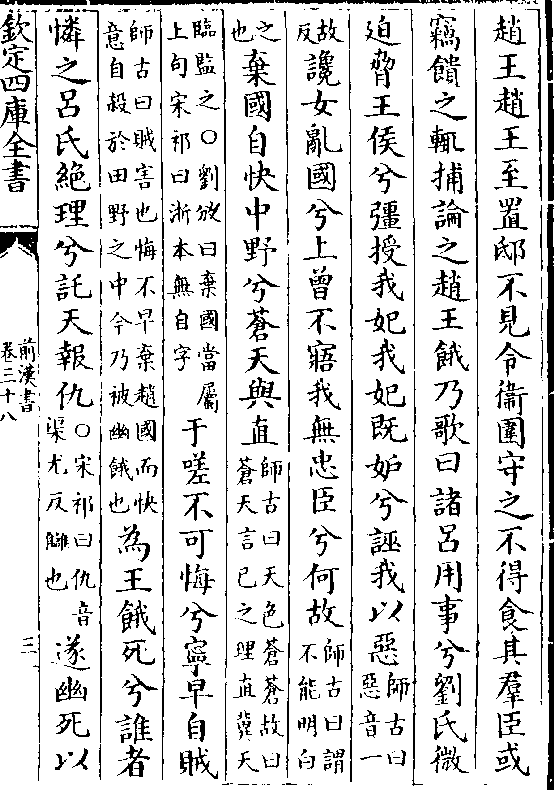 趙王趙王至置邸不見令衞圍守之不得食其羣臣或
竊饋之輒捕論之趙王餓乃歌曰諸呂用事兮劉氏微
迫脅王侯兮彊授我妃我妃既妬兮誣我以惡師古曰惡音一
故反讒女亂國兮上曾不寤我無忠臣兮何故師古曰謂不能明白
之也棄國自快中野兮蒼天與直師古曰天色蒼蒼故曰蒼天言已之理直冀天
臨監之○劉攽曰棄國當屬上句宋祁曰浙本無自字于嗟不可悔兮寧早自賊
師古曰賊害也悔不早棄趙國而快意自殺於田野之中今乃被幽餓也為王餓死兮誰者
憐之呂氏絶理兮託天報仇○宋祁曰仇音渠尤反讎也遂幽死以
欽定四庫全書
前漢書
卷三十八
三